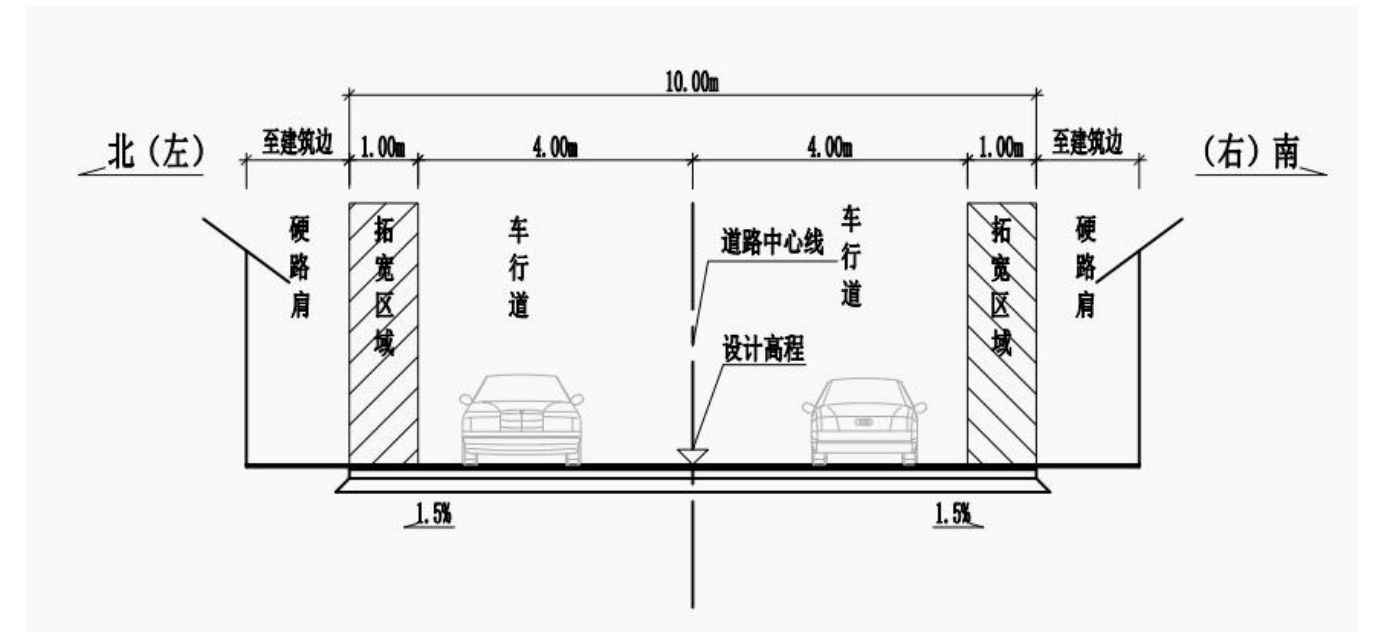 10.00m
北（左）
至建筑边
1.00m
4.00m
4.00m
1.00m
至建筑边
（右）南
硬路肩
拓宽区域
车行道
道路中心线
车行道
拓宽区域
硬路肩
设计高程
1.5%
1.5%